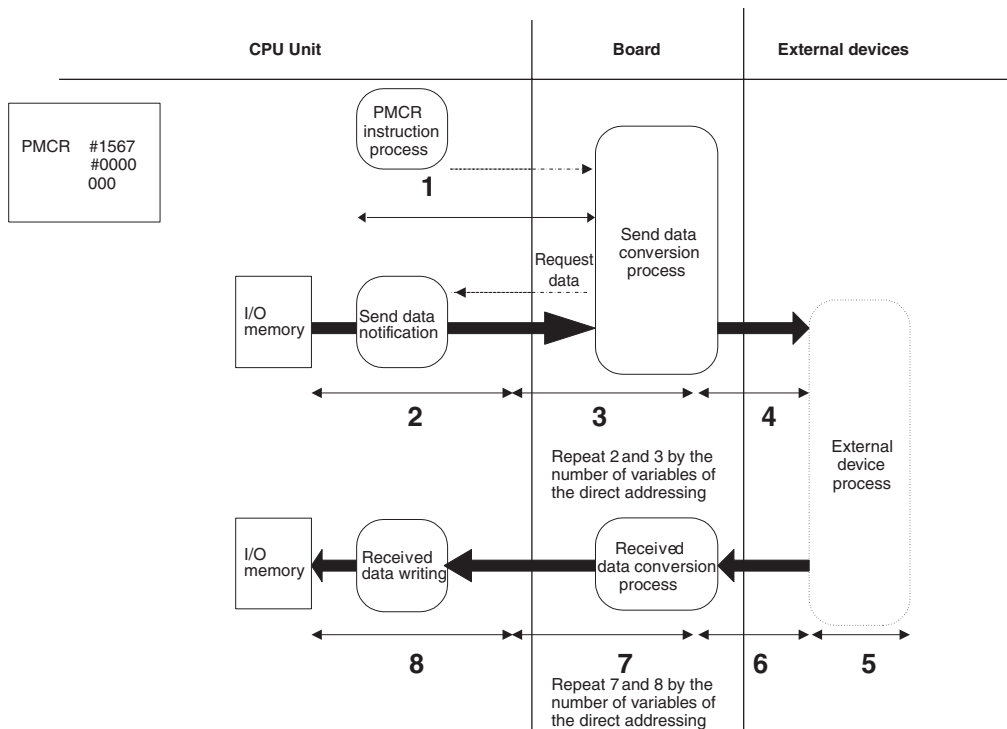 CPU Unit
Board
External devices
PMCR #1567
#0000
000
PMCR
instruction
process
1
Send data
conversion
process
Request
data
I/O
memory
Send data
notification
2
3
4
Repeat 2 and 3 by the
number of variables of
the direct addressing
External
device
process
I/O
memory
Received
data writing
Received
data conversion
process
8
7
6
5
Repeat 7 and 8 by the
number of variables of
the direct addressing